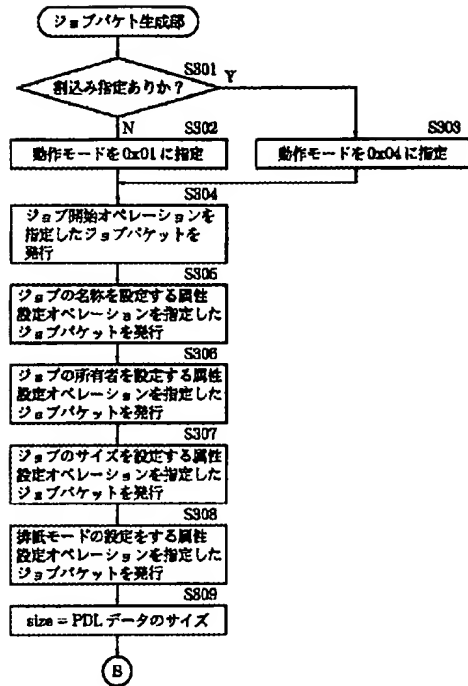 ジョブパケト生成部
S301
割込み指定ありか？
Y
N
S302
動作モードを0x01に指定
S303
動作モードを0x04に指定
S304
ジョブ開始オペレーションを
指定したジョブパケットを
発行
S305
ジョブの名称を設定する属性
設定オペレーションを指定した
ジョブパケットを発行
S306
ジョブの所有者を設定する属性
設定オペレーションを指定した
ジョブパケットを発行
S307
ジョブのサイズを設定する属性
設定オペレーションを指定した
ジョブパケットを発行
S308
排紙モードの設定をする属性
設定オペレーションを指定した
ジョブパケットを発行
S309
size = PDL データのサイズ
B